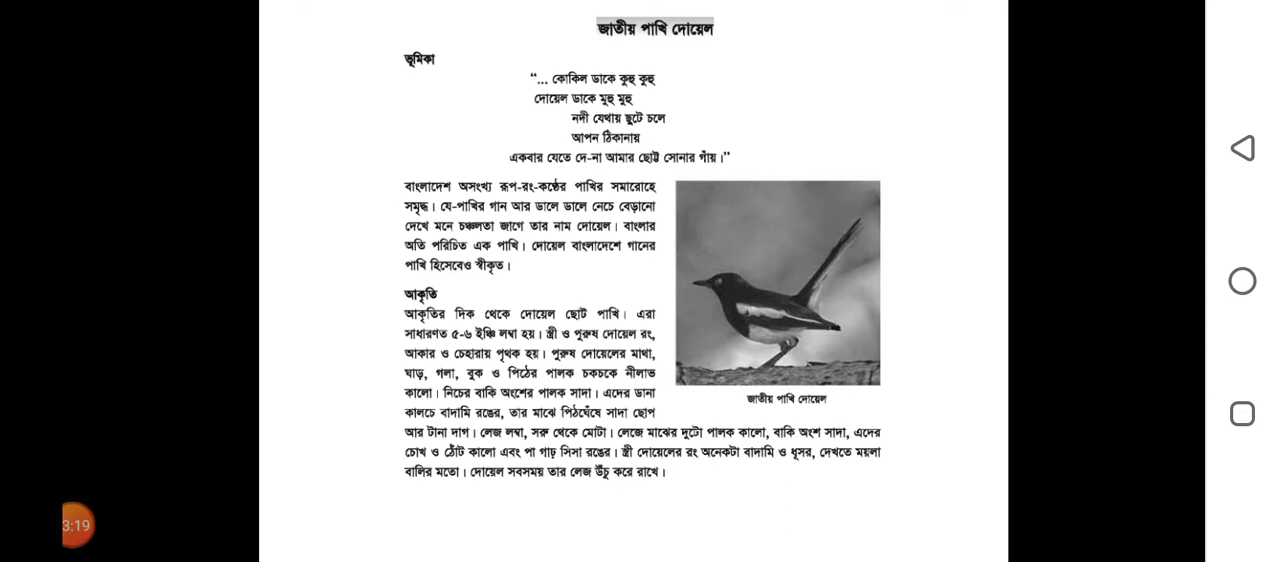 জাতীয় পাখি দোয়েল
ভূমিকা
“... কোকিল ডাকে কুহু কুহু
দোয়েল ডাকে মুহু মুহু
নদী যেথায় ছুটে চলে
আপন ঠিকানায়
একবার যেতে দে-না আমার ছোট্ট সোনার গাঁয়।”
বাংলাদেশ অসংখ্য রূপ-রং-কণ্ঠের পাখির সমারোহে
সমৃদ্ধ। যে-পাখির গান আর ডালে ডালে নেচে বেড়ানো
দেখে মনে চঞ্চলতা জাগে তার নাম দোয়েল। বাংলার
অতি পরিচিত এক পাখি। দোয়েল বাংলাদেশে গানের
পাখি হিসেবেও স্বীকৃত।
আকৃতি
আকৃতির দিক থেকে দোয়েল ছোট পাখি। এরা
সাধারণত ৫-৬ ইঞ্চি লম্বা হয়। স্ত্রী ও পুরুষ দোয়েল রং,
আকার ও চেহারায় পৃথক হয়। পুরুষ দোয়েলের মাথা,
ঘাড়, গলা, বুক ও পিঠের পালক চকচকে নীলাভ
কালো। নিচের বাকি অংশের পালক সাদা। এদের ডানা
কালচে বাদামি রঙের, তার মাঝে পিঠঘেঁষে সাদা ছোপ
জাতীয় পাখি দোয়েল
আর টানা দাগ। লেজ লম্বা, সরু থেকে মোটা। লেজে মাঝের দুটো পালক কালো, বাকি অংশ সাদা, এদের
চোখ ও ঠোঁট কালো এবং পা গাঢ় সিসা রঙের। স্ত্রী দোয়েলের রং অনেকটা বাদামি ও ধূসর, দেখতে ময়লা
বালির মতো। দোয়েল সবসময় তার লেজ উঁচু করে রাখে।
3:19